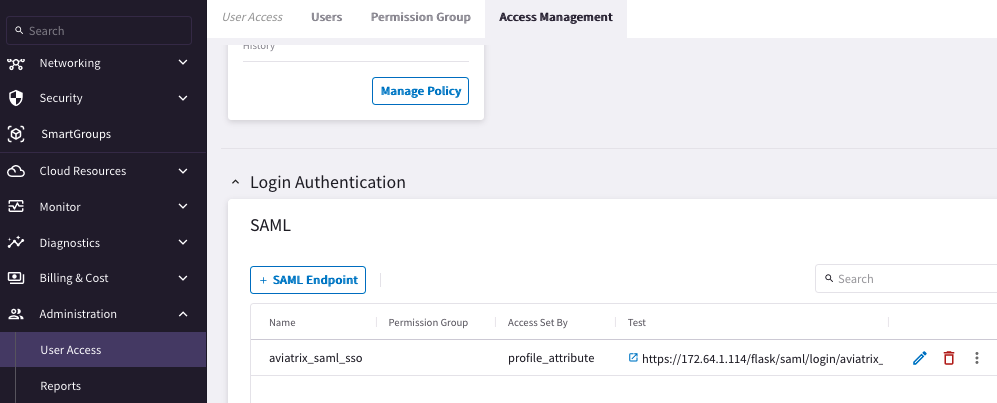 User Access
Users
Permission Group
Access Management
Search
Networking
Security
SmartGroups
Cloud Resources
Monitor
Diagnostics
Billing & Cost
Administration
User Access
Reports
History
Manage Policy
Login Authentication
SAML
+ SAML Endpoint
Search
Name
Permission Group
Access Set By
Test
aviatrix_saml_sso
profile_attribute
https://172.64.1.114/flask/saml/login/aviatrix_